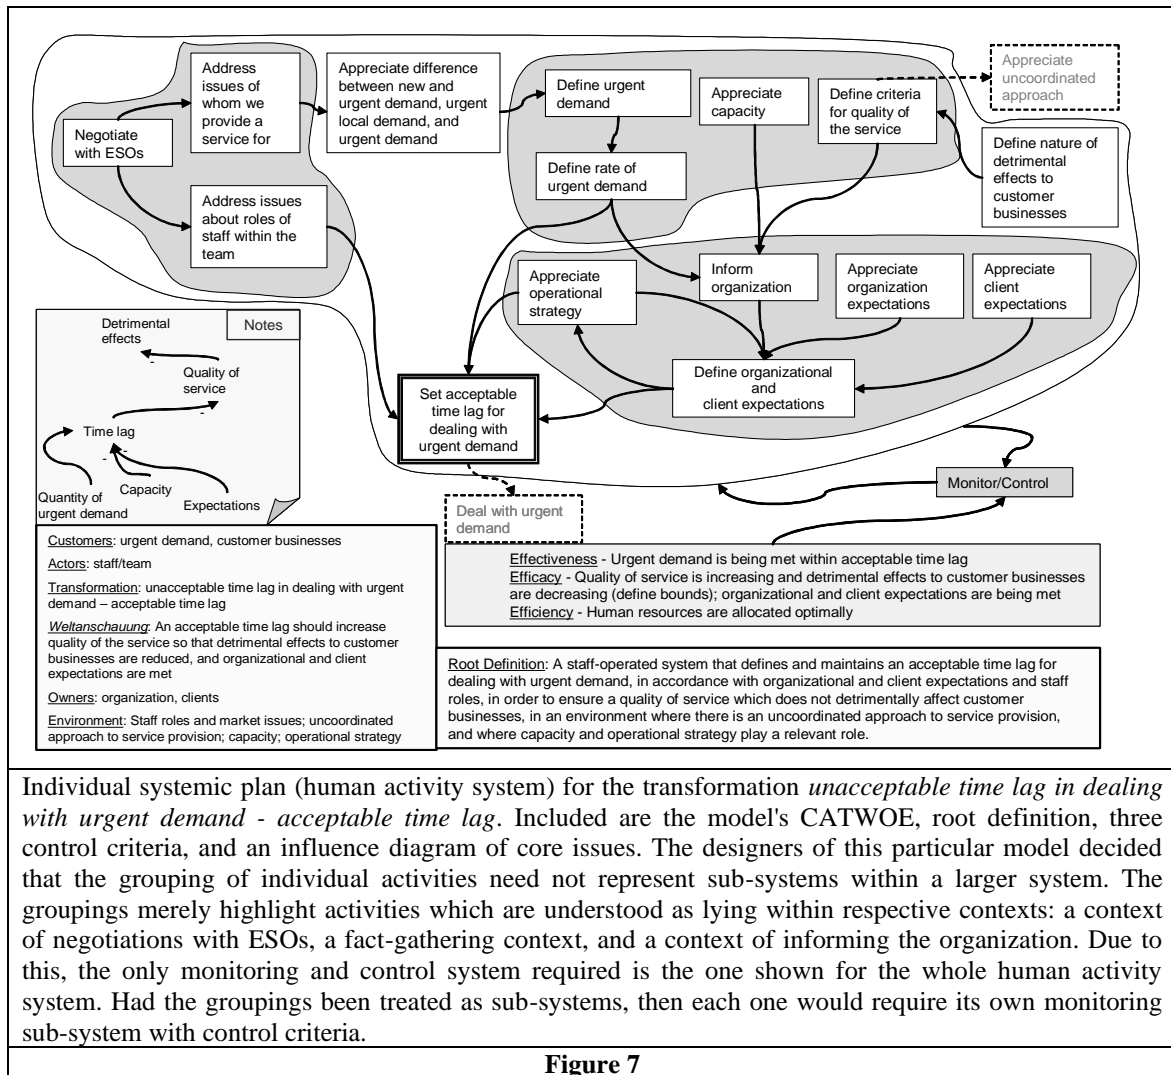 Address
issues of
whom we
provide a
service for
Appreciate difference
between new and
urgent demand, urgent
local demand, and
urgent demand
Define urgent
demand
Appreciate
capacity
Define criteria
for quality of
the service
Appreciate
uncoordinated
approach
Negotiate
with ESOs
Define rate of
urgent demand
Define nature of
detrimental
effects to
customer
businesses
Address issues
about roles of
staff within the
team
Appreciate
operational
strategy
Inform
organization
Appreciate
organization
expectations
Appreciate
client
expectations
Notes
Detrimental
effects
-
Quality of
service
-
Time lag
-
-
Quantity of
urgent demand
Capacity
Expectations
Set acceptable
time lag for
dealing with
urgent demand
Define organizational
and
client expectations
Monitor/Control
Deal with urgent
demand
Customers: urgent demand, customer businesses
Actors: staff/team
Transformation: unacceptable time lag in dealing with urgent
demand – acceptable time lag
Weltanschauung: An acceptable time lag should increase
quality of the service so that detrimental effects to customer
businesses are reduced, and organizational and client
expectations are met
Owners: organization, clients
Environment: Staff roles and market issues; uncoordinated
approach to service provision; capacity; operational strategy
Effectiveness - Urgent demand is being met within acceptable time lag
Efficacy - Quality of service is increasing and detrimental effects to customer businesses
are decreasing (define bounds); organizational and client expectations are being met
Efficiency - Human resources are allocated optimally
Root Definition: A staff-operated system that defines and maintains an acceptable time lag for
dealing with urgent demand, in accordance with organizational and client expectations and staff
roles, in order to ensure a quality of service which does not detrimentally affect customer
businesses, in an environment where there is an uncoordinated approach to service provision,
and where capacity and operational strategy play a relevant role.
Individual systemic plan (human activity system) for the transformation unacceptable time lag in dealing
with urgent demand - acceptable time lag. Included are the model's CATWOE, root definition, three
control criteria, and an influence diagram of core issues. The designers of this particular model decided
that the grouping of individual activities need not represent sub-systems within a larger system. The
groupings merely highlight activities which are understood as lying within respective contexts: a context
of negotiations with ESOs, a fact-gathering context, and a context of informing the organization. Due to
this, the only monitoring and control system required is the one shown for the whole human activity
system. Had the groupings been treated as sub-systems, then each one would require its own monitoring
sub-system with control criteria.
Figure 7